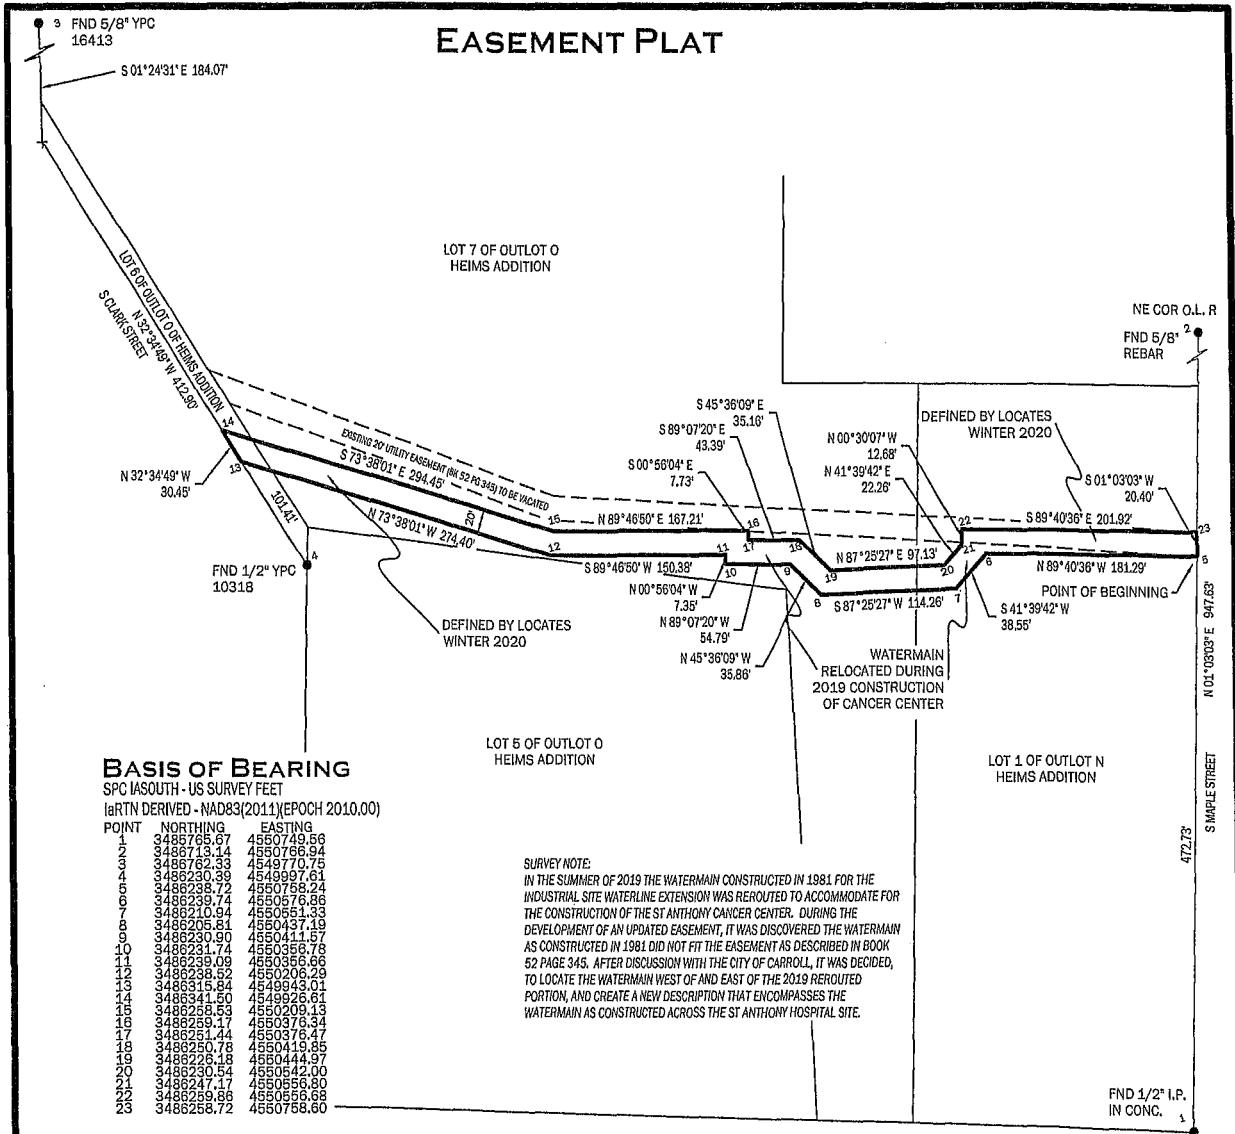 EASEMENT PLAT
3 FND 5/8" YPC
16413
S 01°24'31" E 184.07'
LOT 7 OF OUTLOT O
HEIMS ADDITION
NE COR O.L. R
FND 5/8" 2
REBAR
LOT 6 OF OUTLOT O OF HEIMS ADDITION
N 32°34'49" W 412.90'
S CLARK STREET
S 45°36'09" E
35.16'
S 89°07'20" E
43.39'
S 00°56'04" E
7.73'
N 00°30'07" W
12.68'
N 41°39'42" E
22.26'
DEFINED BY LOCATES
WINTER 2020
S 01°03'03" W
20.40'
14
EXISTING 20' UTILITY EASEMENT (BK 52 PG 345) TO BE VACATED
S 73°38'01" E 294.45'
N 32°34'49" W
30.45'
13
101.41'
N 73°38'01" W 274.40'
20'
15
N 89°46'50" E 167.21'
16
17
18
19
N 87°25'27" E 97.13'
20
21
22
S 89°40'36" E 201.92'
23
12
S 89°46'50" W 150.38'
11
10
9
8
S 87°25'27" W 114.26'
7
6
N 89°40'36" W 181.29'
5
POINT OF BEGINNING
4
FND 1/2" YPC
10318
DEFINED BY LOCATES
WINTER 2020
N 00°56'04" W
7.35'
N 89°07'20" W
54.79'
N 45°36'09" W
35.86'
S 41°39'42" W
38.55'
WATERMAIN
RELOCATED DURING
2019 CONSTRUCTION
OF CANCER CENTER
N 01°03'03" E 947.63'
S MAPLE STREET
472.73'
LOT 5 OF OUTLOT O
HEIMS ADDITION
LOT 1 OF OUTLOT N
HEIMS ADDITION
BASIS OF BEARING
SPC IASOUTH - US SURVEY FEET
IaRTN DERIVED - NAD83(2011)(EPOCH 2010.00)
POINT NORTHING EASTING
1 3485765.67 4550749.56
2 3486713.14 4550766.94
3 3486762.33 4549770.75
4 3486230.39 4549997.61
5 3486238.72 4550758.24
6 3486239.74 4550576.86
7 3486210.94 4550551.33
8 3486205.81 4550437.19
9 3486230.90 4550411.57
10 3486231.74 4550356.78
11 3486239.09 4550356.66
12 3486238.52 4550206.29
13 3486315.84 4549943.01
14 3486341.50 4549926.61
15 3486258.53 4550209.13
16 3486259.17 4550376.34
17 3486251.44 4550376.47
18 3486250.78 4550419.85
19 3486226.18 4550444.97
20 3486230.54 4550542.00
21 3486247.17 4550556.80
22 3486259.86 4550556.68
23 3486258.72 4550758.60
SURVEY NOTE:
IN THE SUMMER OF 2019 THE WATERMAIN CONSTRUCTED IN 1981 FOR THE
INDUSTRIAL SITE WATERLINE EXTENSION WAS REROUTED TO ACCOMMODATE FOR
THE CONSTRUCTION OF THE ST ANTHONY CANCER CENTER. DURING THE
DEVELOPMENT OF AN UPDATED EASEMENT, IT WAS DISCOVERED THE WATERMAIN
AS CONSTRUCTED IN 1981 DID NOT FIT THE EASEMENT AS DESCRIBED IN BOOK
52 PAGE 345. AFTER DISCUSSION WITH THE CITY OF CARROLL, IT WAS DECIDED,
TO LOCATE THE WATERMAIN WEST OF AND EAST OF THE 2019 REROUTED
PORTION, AND CREATE A NEW DESCRIPTION THAT ENCOMPASSES THE
WATERMAIN AS CONSTRUCTED ACROSS THE ST ANTHONY HOSPITAL SITE.
FND 1/2" I.P.
IN CONC. 1